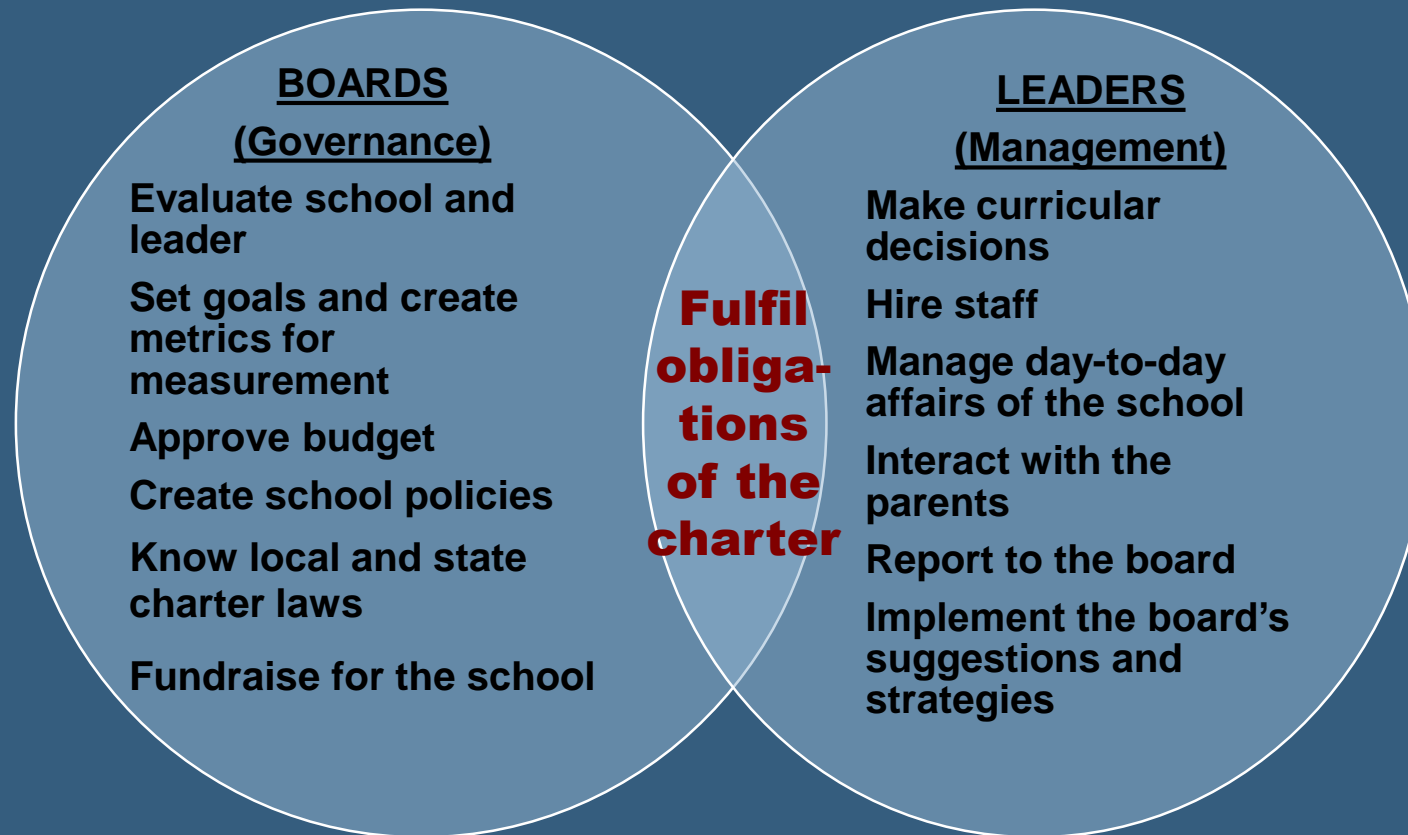 BOARDS
(Governance)
Evaluate school and
leader
Set goals and create
metrics for
measurement
Approve budget
Create school policies
Know local and state
charter laws
Fundraise for the school
Fulfil
obliga-
tions
of the
charter
LEADERS
(Management)
Make curricular
decisions
Hire staff
Manage day-to-day
affairs of the school
Interact with the
parents
Report to the board
Implement the board’s
suggestions and
strategies